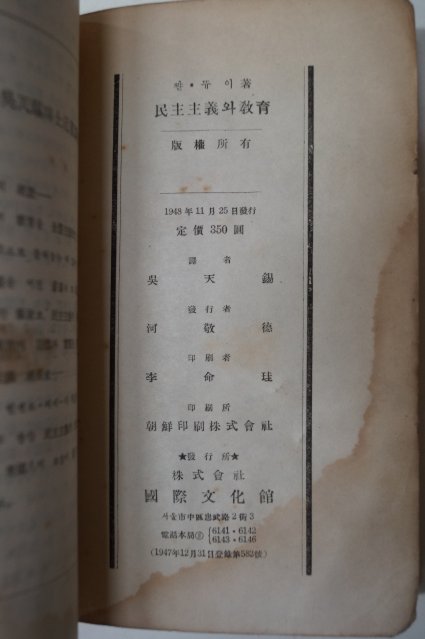 쨘·듀이 著
民主主義와敎育
版權所有
1948年11月25日發行
定價350圓
譯者
吳天錫
發行者
河敬德
印刷者
李命珪
印刷所
朝鮮印刷株式會社
★發行所★
株式會社
國際文化舘
서울市中區忠武路2街3
電話本局② 6141·6142
6143·6146
(1947年12月31日登錄第583號)